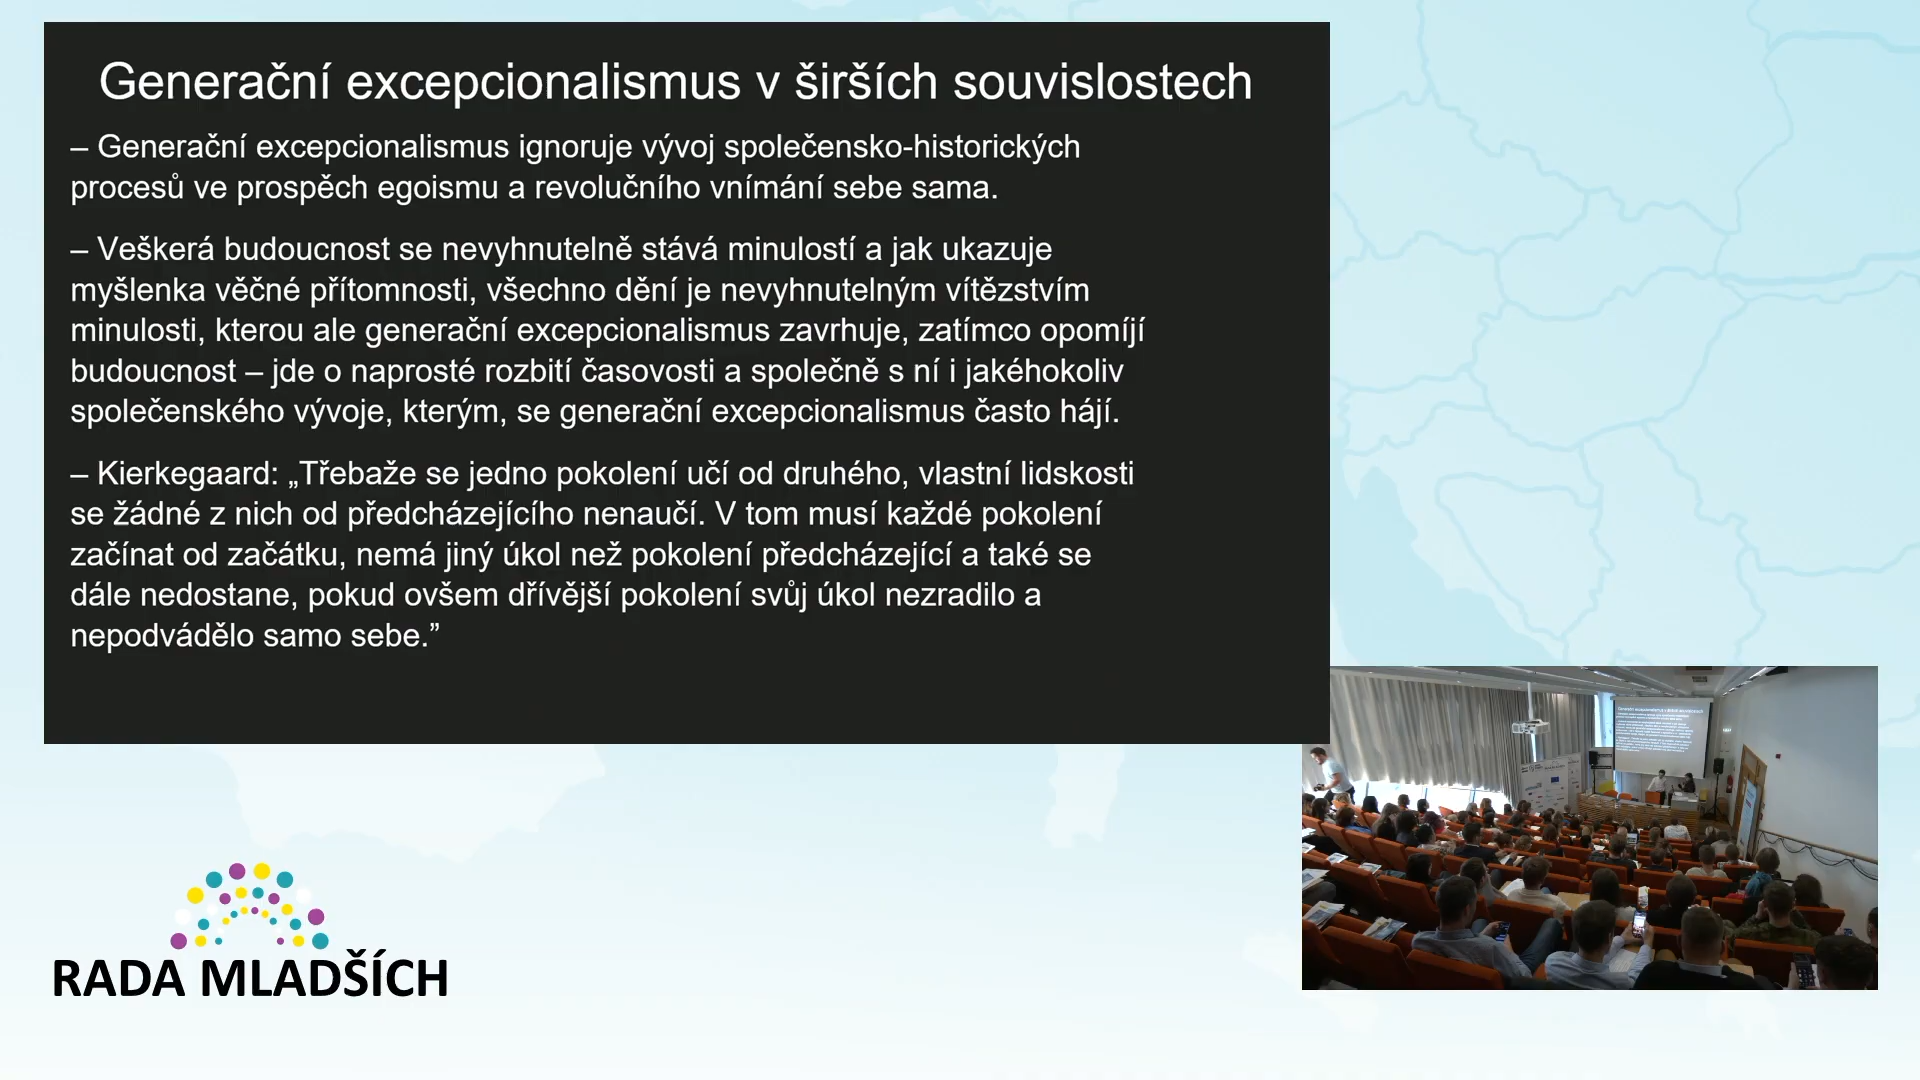 Generační excepcionalismus v širších souvislostech
– Generační excepcionalismus ignoruje vývoj společensko-historických
procesů ve prospěch egoismu a revolučního vnímání sebe sama.
– Veškerá budoucnost se nevyhnutelně stává minulostí a jak ukazuje
myšlenka věčné přítomnosti, všechno dění je nevyhnutelným vítězstvím
minulosti, kterou ale generační excepcionalismus zavrhuje, zatímco opomíjí
budoucnost – jde o naprosté rozbití časovosti a společně s ní i jakéhokoliv
společenského vývoje, kterým, se generační excepcionalismus často hájí.
– Kierkegaard: „Třebaže se jedno pokolení učí od druhého, vlastní lidskosti
se žádné z nich od předcházejícího nenaučí. V tom musí každé pokolení
začínat od začátku, nemá jiný úkol než pokolení předcházející a také se
dále nedostane, pokud ovšem dřívější pokolení svůj úkol nezradilo a
nepodvádělo samo sebe.”
RADA MLADŠÍCH